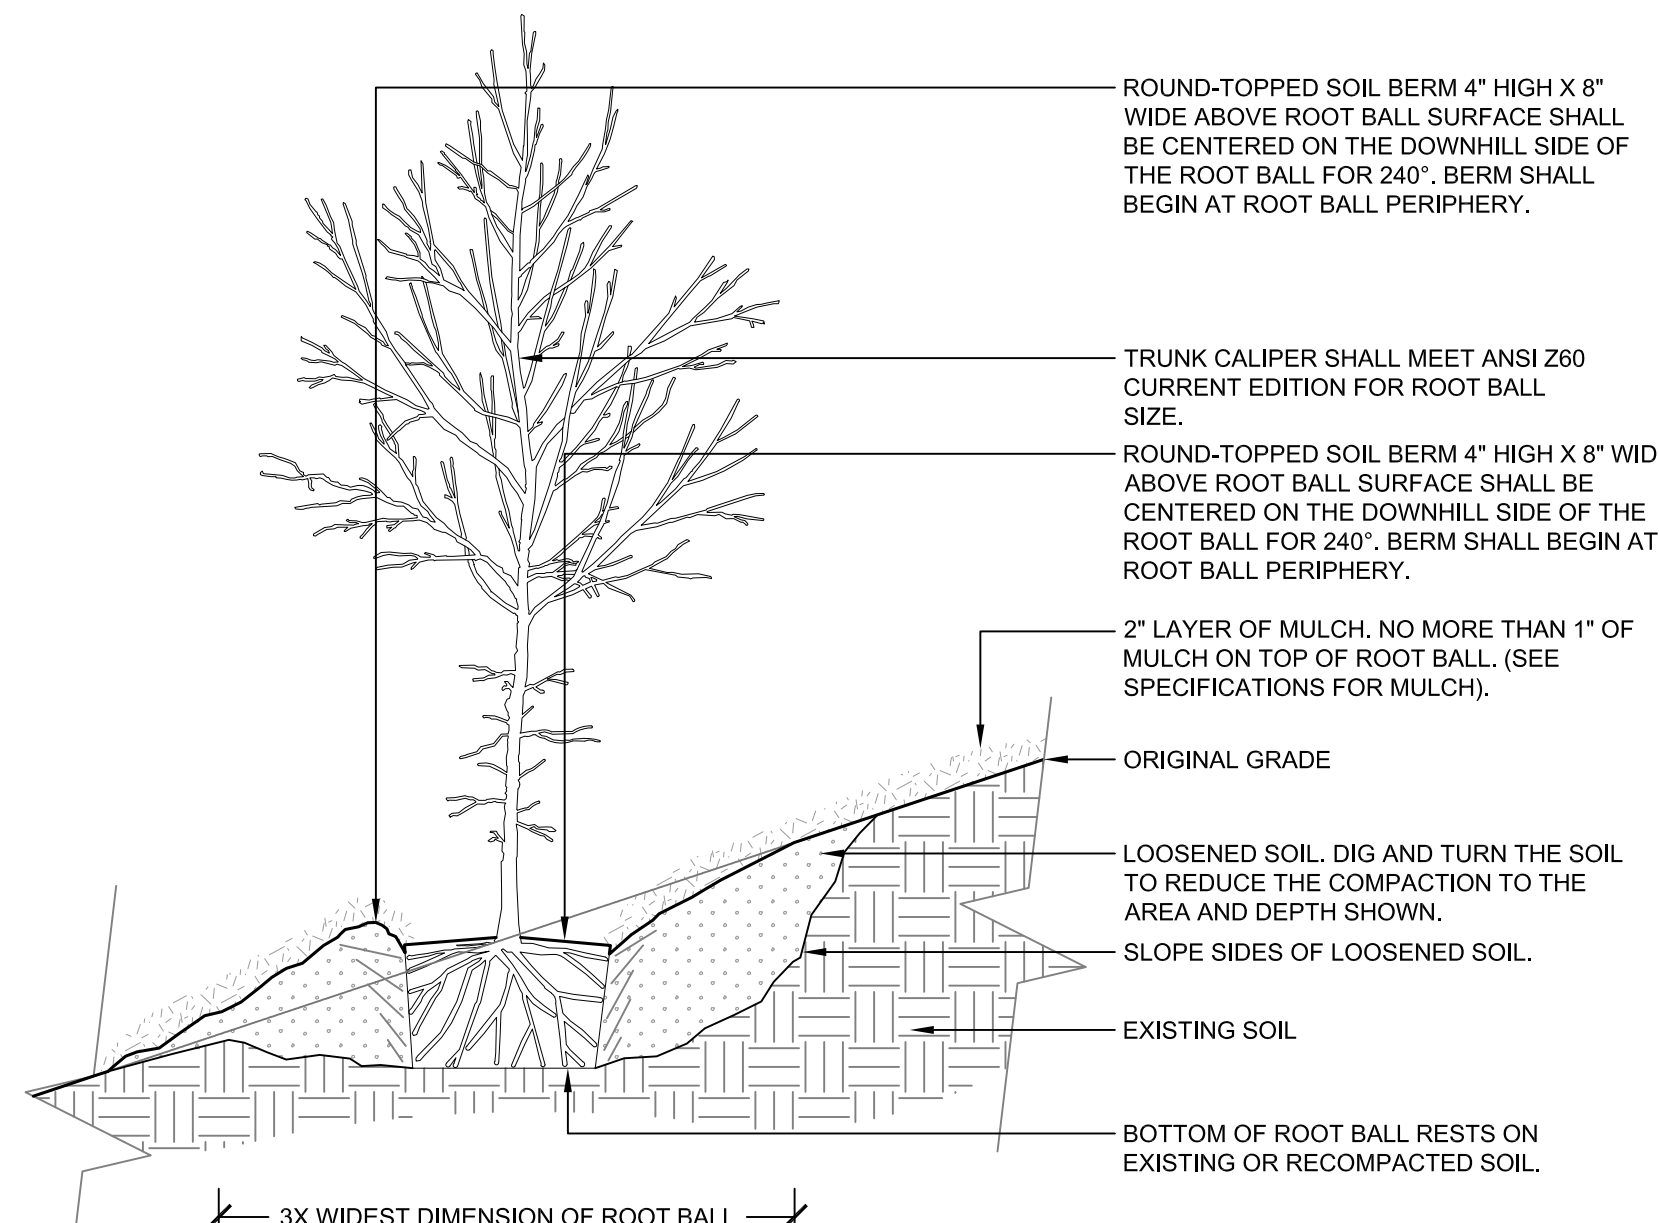 ROUND-TOPPED SOIL BERM 4" HIGH X 8"
WIDE ABOVE ROOT BALL SURFACE SHALL
BE CENTERED ON THE DOWNHILL SIDE OF
THE ROOT BALL FOR 240°. BERM SHALL
BEGIN AT ROOT BALL PERIPHERY.
TRUNK CALIPER SHALL MEET ANSI Z60
CURRENT EDITION FOR ROOT BALL
SIZE.
ROUND-TOPPED SOIL BERM 4" HIGH X 8" WID
ABOVE ROOT BALL SURFACE SHALL BE
CENTERED ON THE DOWNHILL SIDE OF THE
ROOT BALL FOR 240°. BERM SHALL BEGIN AT
ROOT BALL PERIPHERY.
2" LAYER OF MULCH. NO MORE THAN 1" OF
MULCH ON TOP OF ROOT BALL. (SEE
SPECIFICATIONS FOR MULCH).
ORIGINAL GRADE
LOOSENED SOIL. DIG AND TURN THE SOIL
TO REDUCE THE COMPACTION TO THE
AREA AND DEPTH SHOWN.
SLOPE SIDES OF LOOSENED SOIL.
EXISTING SOIL
BOTTOM OF ROOT BALL RESTS ON
EXISTING OR RECOMPACTED SOIL.
3X WIDEST DIMENSION OF ROOT BALL